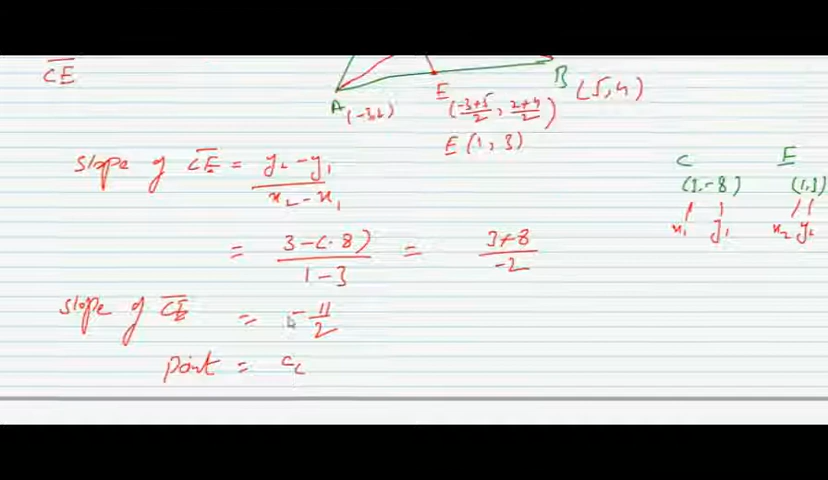 CE
A (-3,2)
E
B (5,4)
(-3+5/2, 2+4/2)
E (1, 3)
Slope of CE = y₂ - y₁ / x₂ - x₁
C E
(3,-8) (1,3)
x₁ y₁ x₂ y₂
= 3-(-8) / 1-3 = 3+8 / -2
Slope of CE = -11/2
point = C